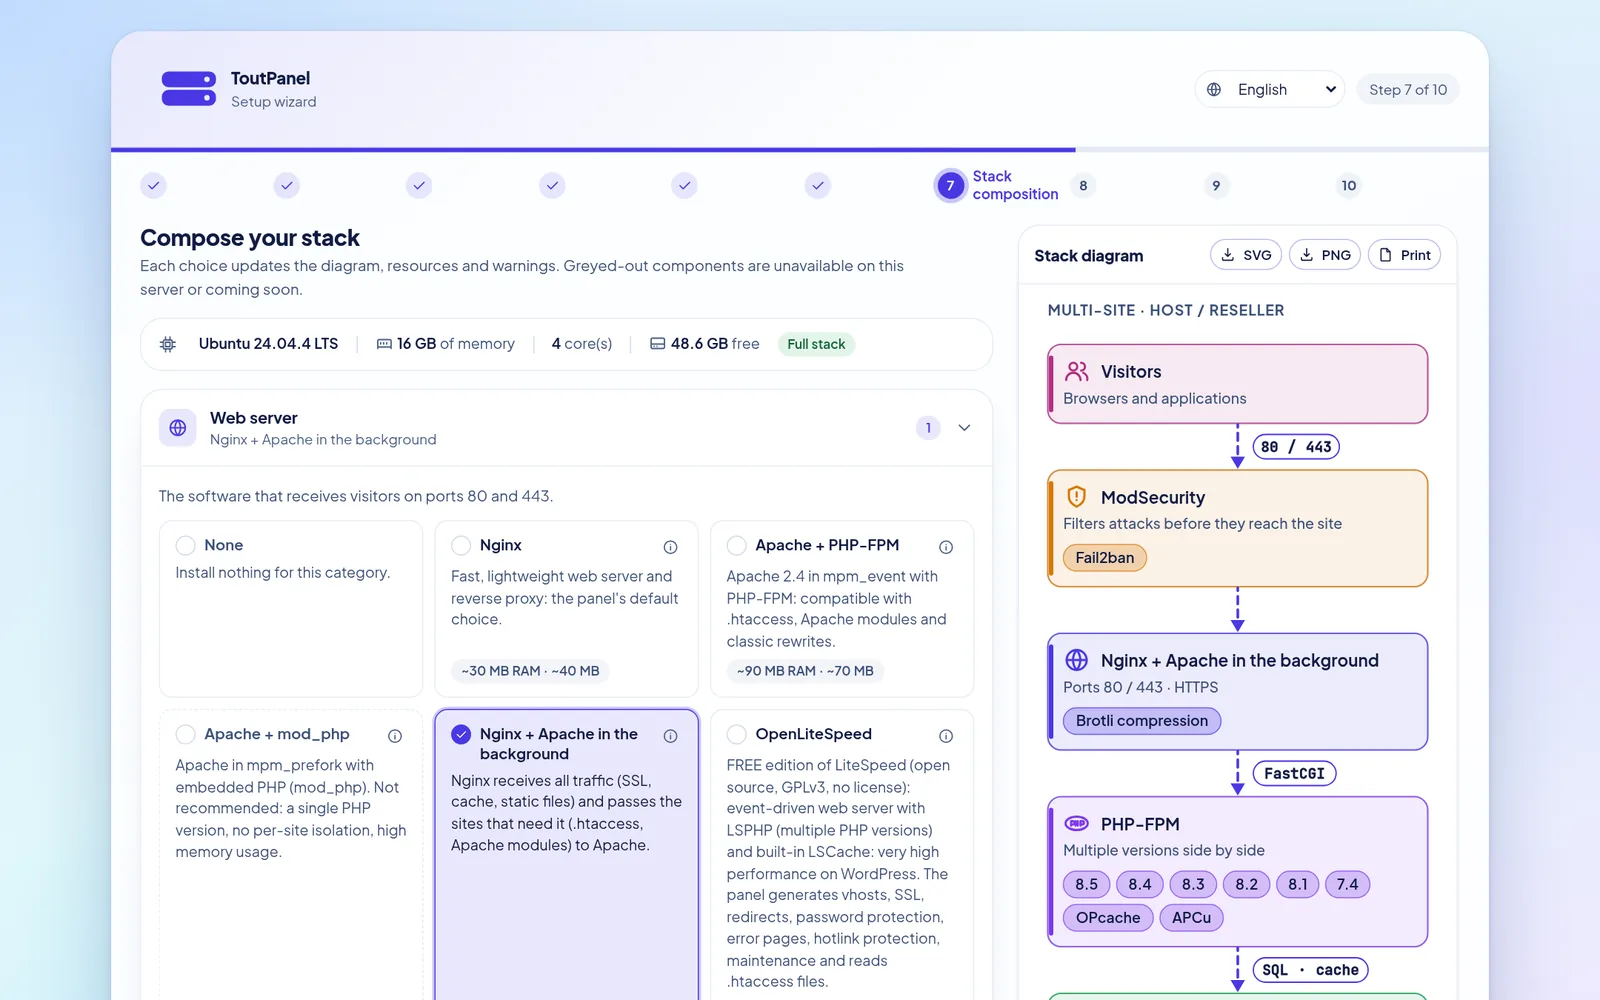 ToutPanel
Setup wizard
English
Step 7 of 10
7
Stack
composition
8
9
10
Compose your stack
Each choice updates the diagram, resources and warnings. Greyed-out components are unavailable on this
server or coming soon.
Ubuntu 24.04.4 LTS
16 GB of memory
4 core(s)
48.6 GB free
Full stack
Web server
Nginx + Apache in the background
1
The software that receives visitors on ports 80 and 443.
None
Install nothing for this category.
Nginx
Fast, lightweight web server and
reverse proxy: the panel's default
choice.
~30 MB RAM · ~40 MB
Apache + PHP-FPM
Apache 2.4 in mpm_event with
PHP-FPM: compatible with
.htaccess, Apache modules and
classic rewrites.
~90 MB RAM · ~70 MB
Apache + mod_php
Apache in mpm_prefork with
embedded PHP (mod_php). Not
recommended: a single PHP
version, no per-site isolation, high
memory usage.
Nginx + Apache in the
background
Nginx receives all traffic (SSL,
cache, static files) and passes the
sites that need it (.htaccess,
Apache modules) to Apache.
OpenLiteSpeed
FREE edition of LiteSpeed (open
source, GPLv3, no license):
event-driven web server with
LSPHP (multiple PHP versions)
and built-in LSCache: very high
performance on WordPress. The
panel generates vhosts, SSL,
redirects, password protection,
error pages, hotlink protection,
maintenance and reads
.htaccess files.
Stack diagram
SVG
PNG
Print
MULTI-SITE · HOST / RESELLER
Visitors
Browsers and applications
80 / 443
ModSecurity
Filters attacks before they reach the site
Fail2ban
Nginx + Apache in the background
Ports 80 / 443 · HTTPS
Brotli compression
FastCGI
PHP
PHP-FPM
Multiple versions side by side
8.5
8.4
8.3
8.2
8.1
7.4
OPcache
APCu
SQL · cache